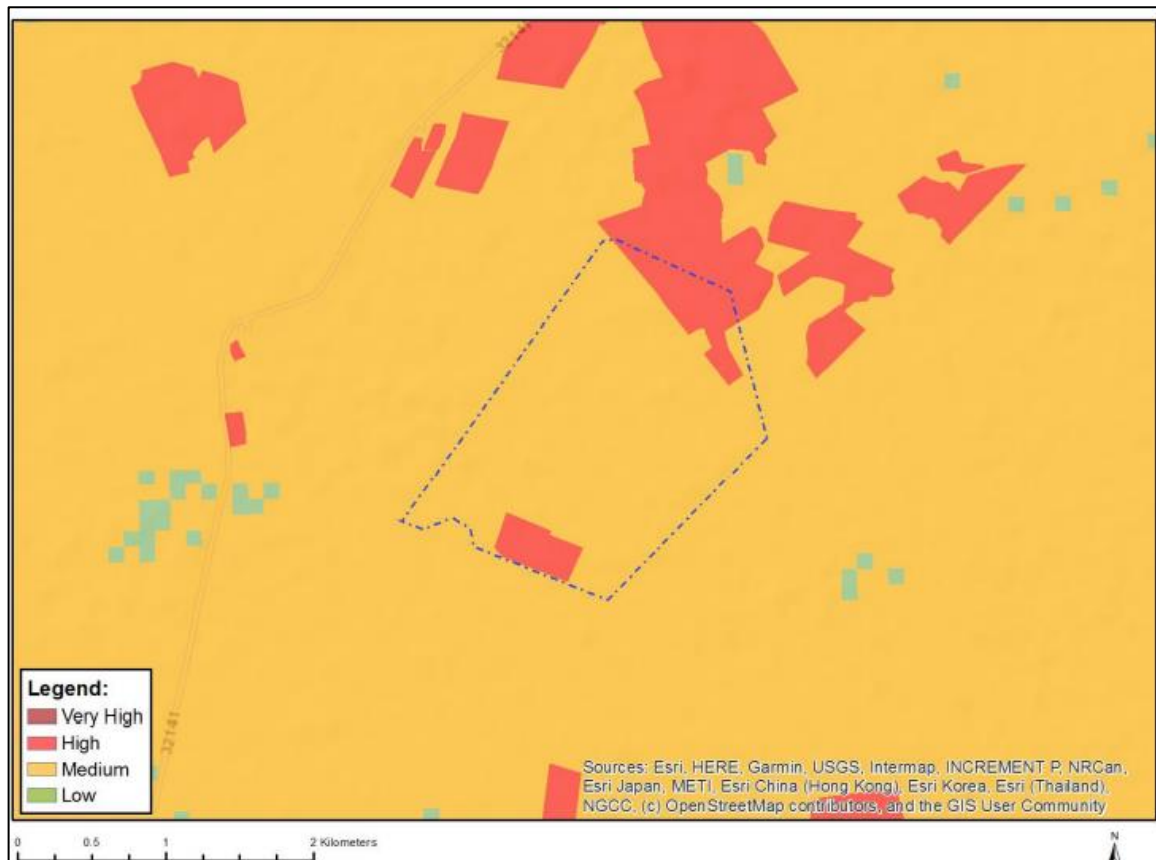 32141
Legend:
Very High
High
Medium
Low
32141
Sources: Esri, HERE, Garmin, USGS, Intermap, INCREMENT P, NRCan,
Esri Japan, METI, Esri China (Hong Kong), Esri Korea, Esri (Thailand),
NGCC, (c) OpenStreetMap contributors, and the GIS User Community
0 0.5 1 2 Kilometers
N